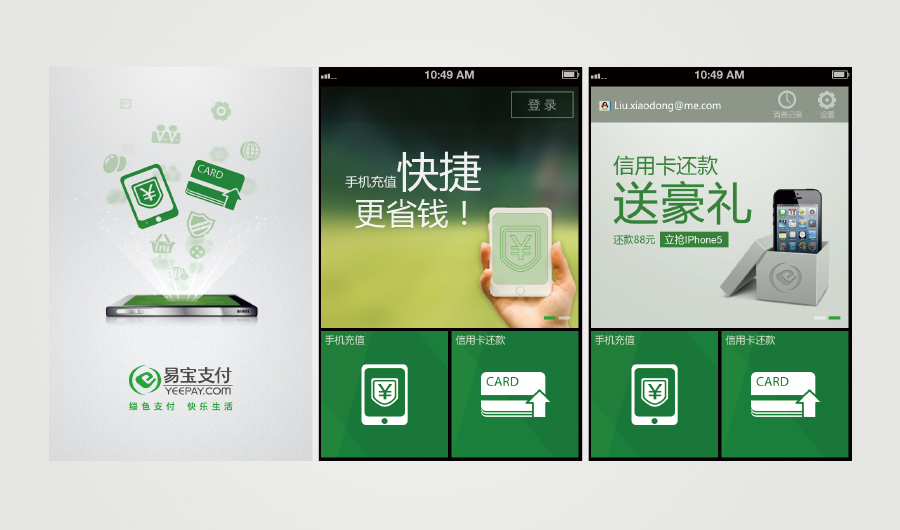 CARD
易宝支付
YEEPAY.COM
绿色支付 快乐生活
10:49 AM
登录
手机充值 快捷
更省钱！
手机充值
信用卡还款
CARD
10:49 AM
Liu.xiaodong@me.com
消费记录
设置
信用卡还款
送豪礼
还款88元 立抢IPhone5
手机充值
信用卡还款
CARD